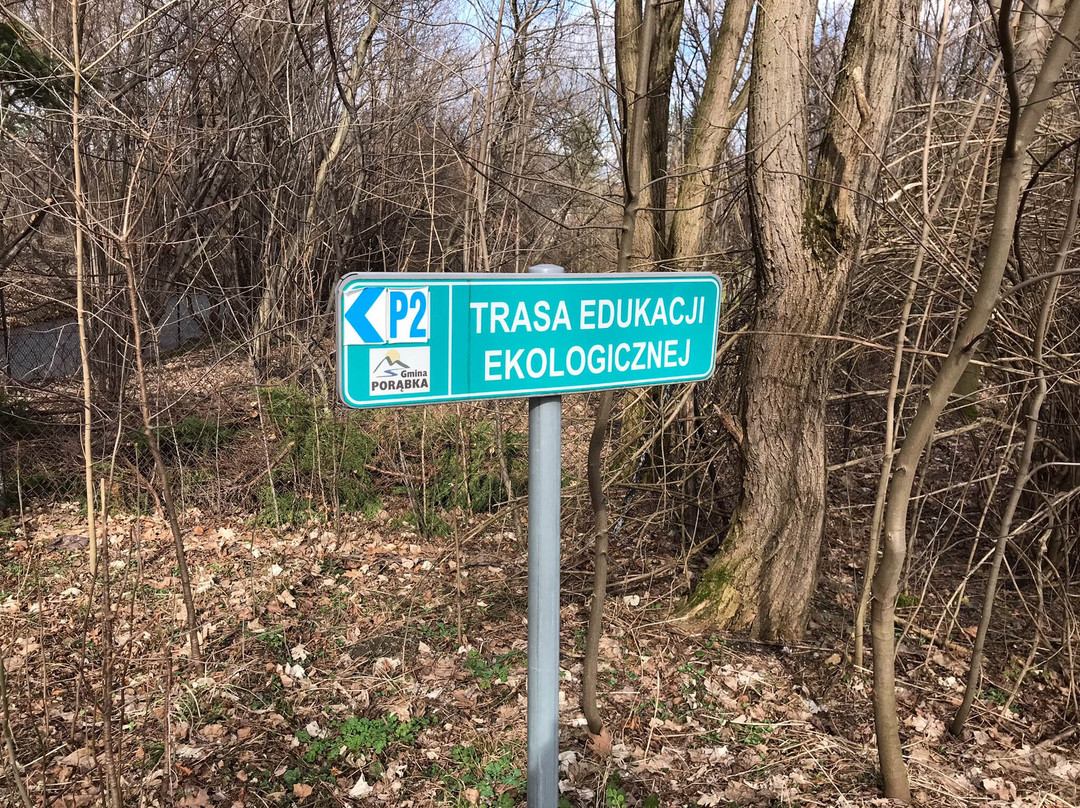 P2
Gmina
PORĄBKA
TRASA EDUKACJI
EKOLOGICZNEJ